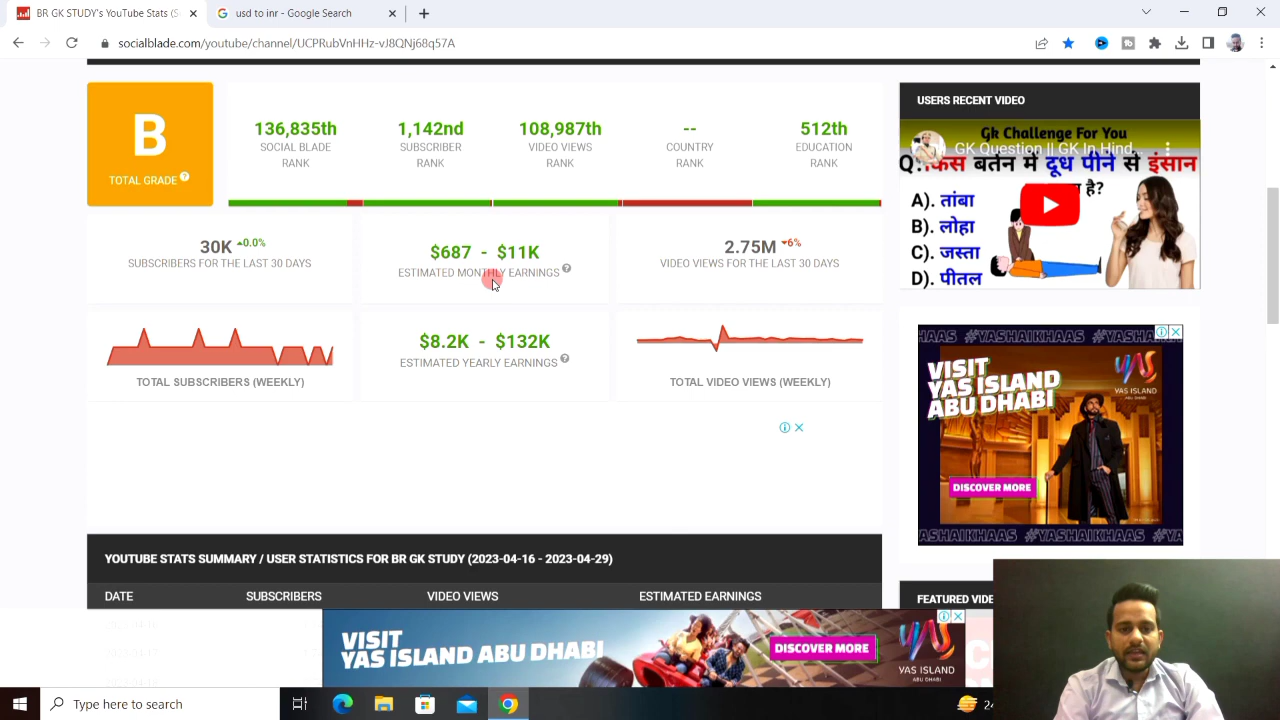 BR GK STUDY's YouTube Stats (S
usd to inr - Google Search
socialblade.com/youtube/channel/UCPRubVnHHz-vJ8QNj68q57A
B
TOTAL GRADE
136,835th
SOCIAL BLADE
RANK
1,142nd
SUBSCRIBER
RANK
108,987th
VIDEO VIEWS
RANK
--
COUNTRY
RANK
512th
EDUCATION
RANK
30K 0.0%
SUBSCRIBERS FOR THE LAST 30 DAYS
$687 - $11K
ESTIMATED MONTHLY EARNINGS
2.75M 6%
VIDEO VIEWS FOR THE LAST 30 DAYS
TOTAL SUBSCRIBERS (WEEKLY)
$8.2K - $132K
ESTIMATED YEARLY EARNINGS
TOTAL VIDEO VIEWS (WEEKLY)
YOUTUBE STATS SUMMARY / USER STATISTICS FOR BR GK STUDY (2023-04-16 - 2023-04-29)
DATE SUBSCRIBERS VIDEO VIEWS ESTIMATED EARNINGS
USERS RECENT VIDEO
Gk Challenge For You
GK Question || GK In Hind...
Q.किस बर्तन में दूध पीने से इंसान
है?
A). तांबा
B). लोहा
C). जस्ता
D). पीतल
#YASHAIKHAAS #YASHAI
VISIT
YAS ISLAND
ABU DHABI
YAS ISLAND
ABU DHABI
DISCOVER MORE
YASHAIKHAAS #YASHAIKHAAS
FEATURED VIDE
VISIT
YAS ISLAND ABU DHABI
DISCOVER MORE
YAS ISLAND
ABU DHABI
Type here to search
24